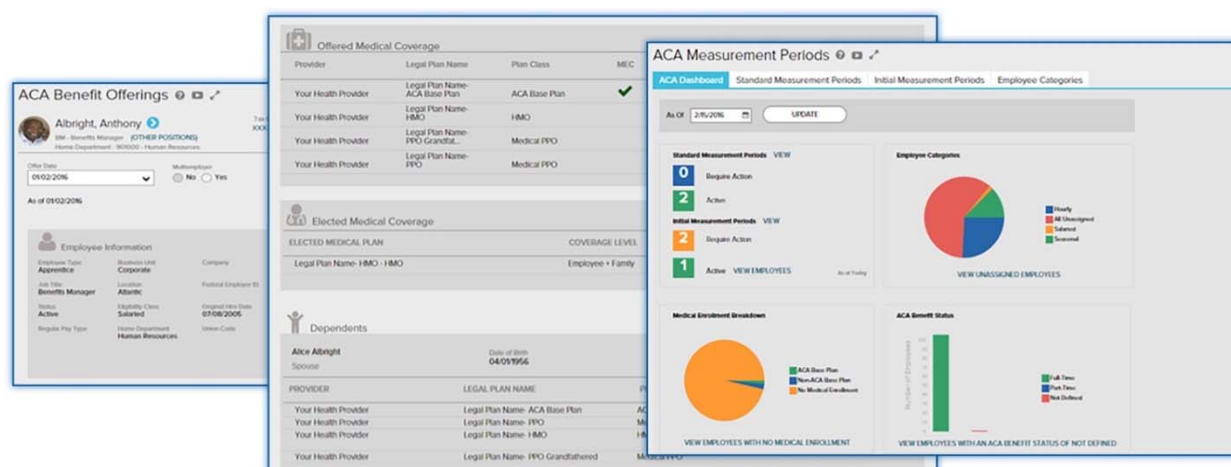 ACA Benefit Offerings
Albright, Anthony
BM - Benefits Manager (OTHER POSITIONS)
Home Department : 901000 - Human Resources
Offer Date
Multiemployer
01/02/2016
No Yes
As of 01/02/2016
Employee Information
Employee Type
Apprentice
Business Unit
Corporate
Company
Job Title
Benefits Manager
Location
Atlantic
Federal Employer ID
Status
Active
Eligibility Class
Salaried
Original Hire Date
07/08/2005
Regular Pay Type
Home Department
Human Resources
Union Code
Offered Medical Coverage
Provider Legal Plan Name Plan Class MEC
Your Health Provider
Legal Plan Name-
ACA Base Plan
ACA Base Plan
Your Health Provider
Legal Plan Name-
HMO
HMO
Your Health Provider
Legal Plan Name-
PPO Grandfat...
Medical PPO
Your Health Provider
Legal Plan Name-
PPO
Medical PPO
Elected Medical Coverage
ELECTED MEDICAL PLAN COVERAGE LEVEL
Legal Plan Name- HMO - HMO Employee + Family
Dependents
Alice Albright
Spouse
Date of Birth
04/01/1956
PROVIDER LEGAL PLAN NAME
Your Health Provider Legal Plan Name- ACA Base Plan
Your Health Provider Legal Plan Name- PPO
Your Health Provider Legal Plan Name- HMO
Your Health Provider Legal Plan Name- PPO Grandfathered Medical PPO
ACA Measurement Periods
ACA Dashboard Standard Measurement Periods Initial Measurement Periods Employee Categories
As Of 2/15/2016 UPDATE
Standard Measurement Periods VIEW
0 Require Action
2 Active
Initial Measurement Periods VIEW
2 Require Action
1 Active VIEW EMPLOYEES As of Today
Employee Categories
Hourly
All Unassigned
Salaried
Seasonal
VIEW UNASSIGNED EMPLOYEES
Medical Enrollment Breakdown
ACA Base Plan
Non-ACA Base Plan
No Medical Enrollment
VIEW EMPLOYEES WITH NO MEDICAL ENROLLMENT
ACA Benefit Status
Number of Employees
Full-Time
Part-Time
Not Defined
VIEW EMPLOYEES WITH AN ACA BENEFIT STATUS OF NOT DEFINED